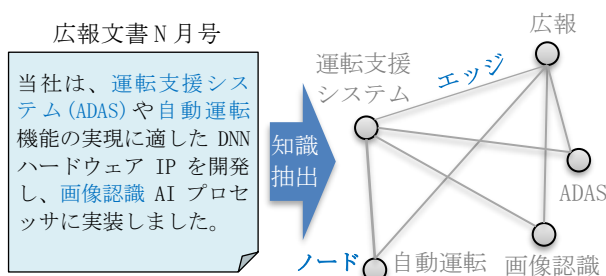 広報文書N月号
当社は、運転支援シス
テム(ADAS)や自動運転
機能の実現に適した DNN
ハードウェア IP を開発
し、画像認識 AI プロセ
ッサに実装しました。
知識
抽出
広報
エッジ
運転支援
システム
ADAS
ノード
自動運転
画像認識